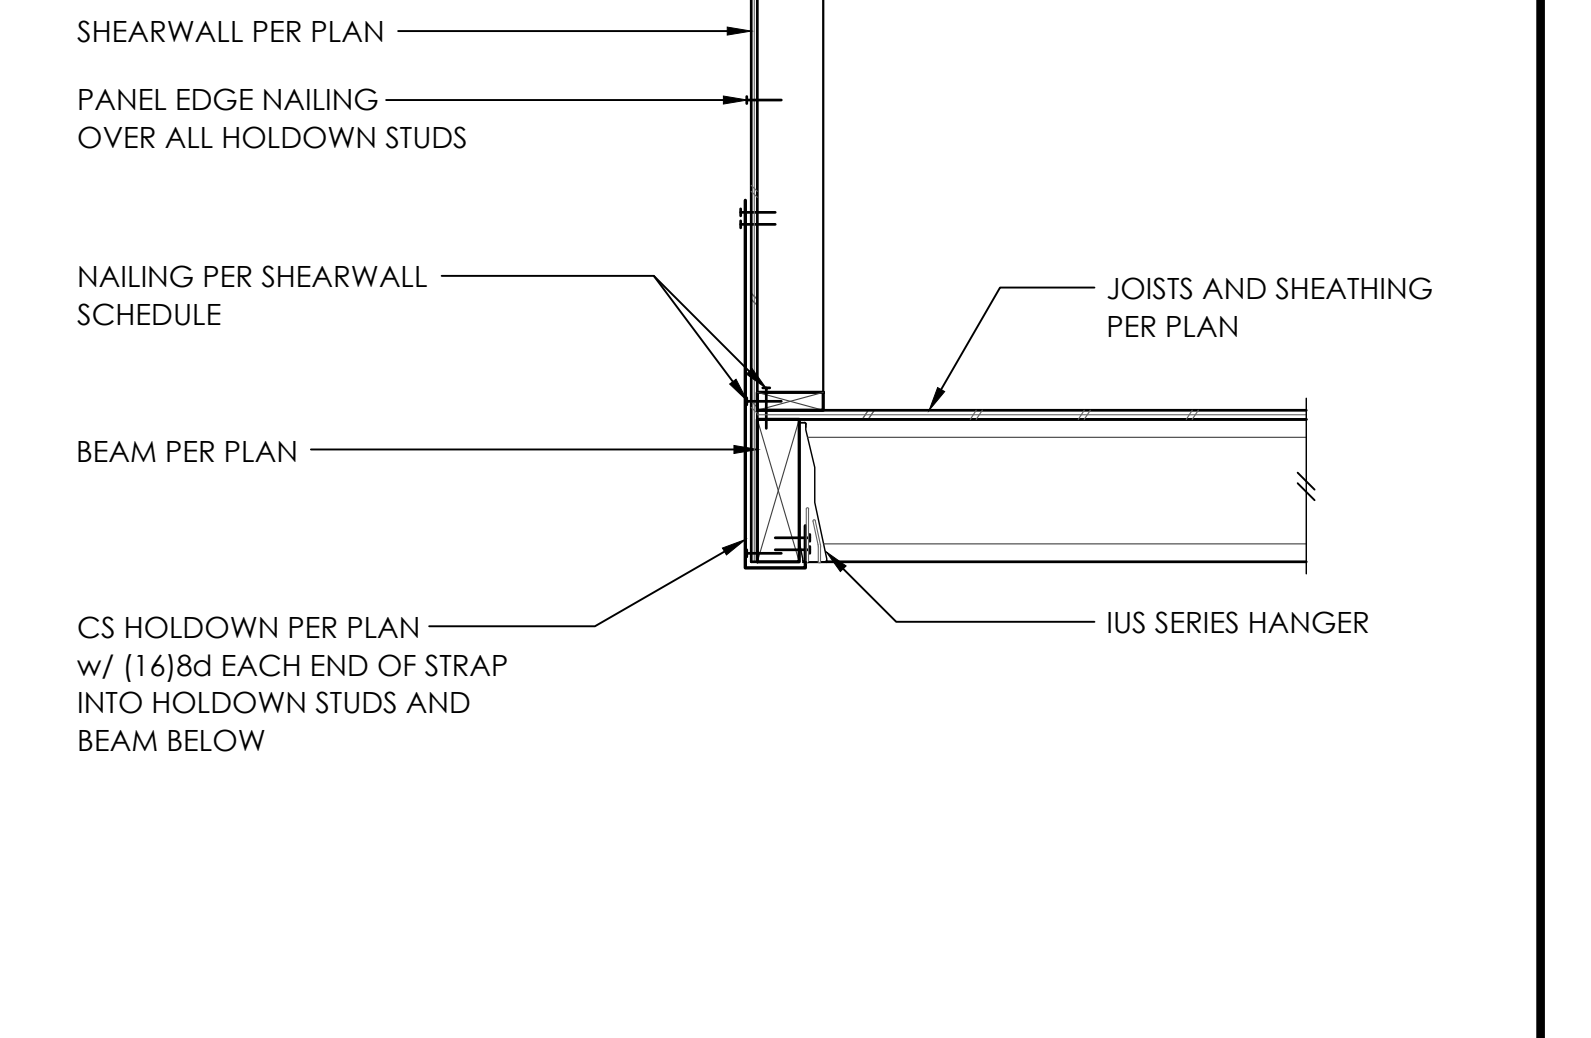 SHEARWALL PER PLAN
PANEL EDGE NAILING
OVER ALL HOLDOWN STUDS
NAILING PER SHEARWALL
SCHEDULE
JOISTS AND SHEATHING
PER PLAN
BEAM PER PLAN
CS HOLDOWN PER PLAN
w/ (16)8d EACH END OF STRAP
INTO HOLDOWN STUDS AND
BEAM BELOW
IUS SERIES HANGER